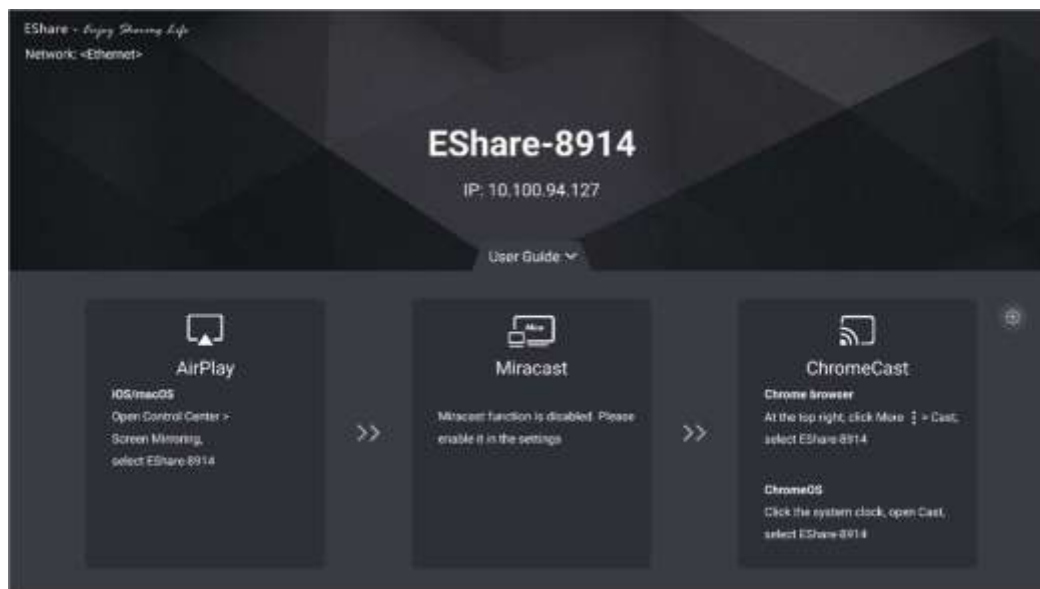 EShare - Enjoy Sharing Life
Network: <Ethernet>
EShare-8914
IP: 10.100.94.127
User Guide
AirPlay
iOS/macOS
Open Control Center >
Screen Mirroring,
select EShare-8914
Mira
Miracast
Miracast function is disabled. Please
enable it in the settings
ChromeCast
Chrome browser
At the top right, click More ⋮ > Cast,
select EShare-8914
ChromeOS
Click the system clock, open Cast,
select EShare-8914